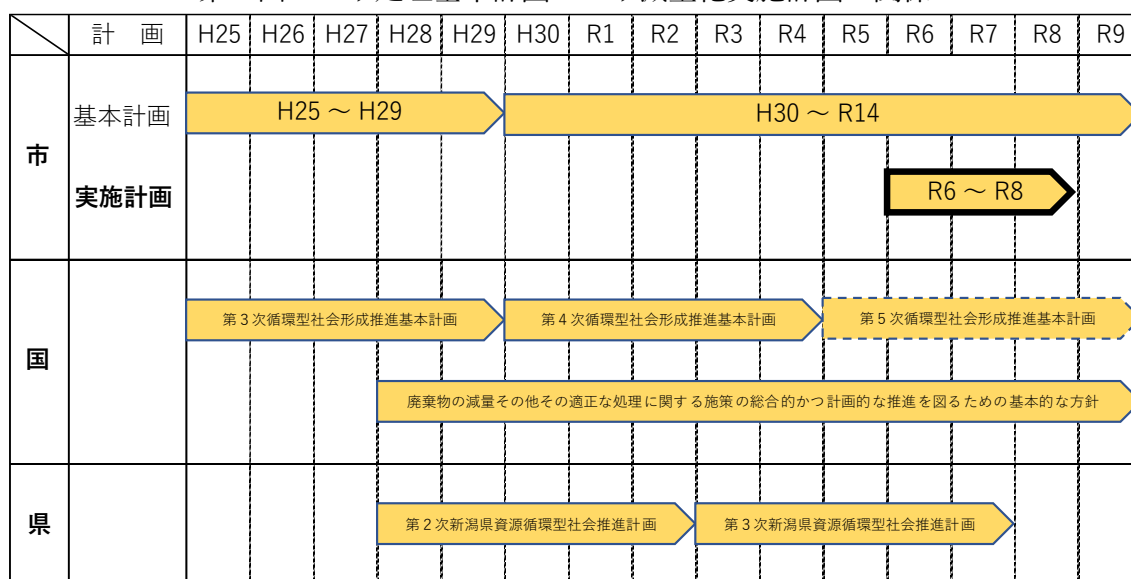 計 画 H25 H26 H27 H28 H29 H30 R1 R2 R3 R4 R5 R6 R7 R8 R9
市
基本計画 H25 ~ H29 H30 ~ R14
実施計画 R6 ~ R8
国
第3次循環型社会形成推進基本計画 第4次循環型社会形成推進基本計画 第5次循環型社会形成推進基本計画
廃棄物の減量その他その適正な処理に関する施策の総合的かつ計画的な推進を図るための基本的な方針
県
第2次新潟県資源循環型社会推進計画 第3次新潟県資源循環型社会推進計画